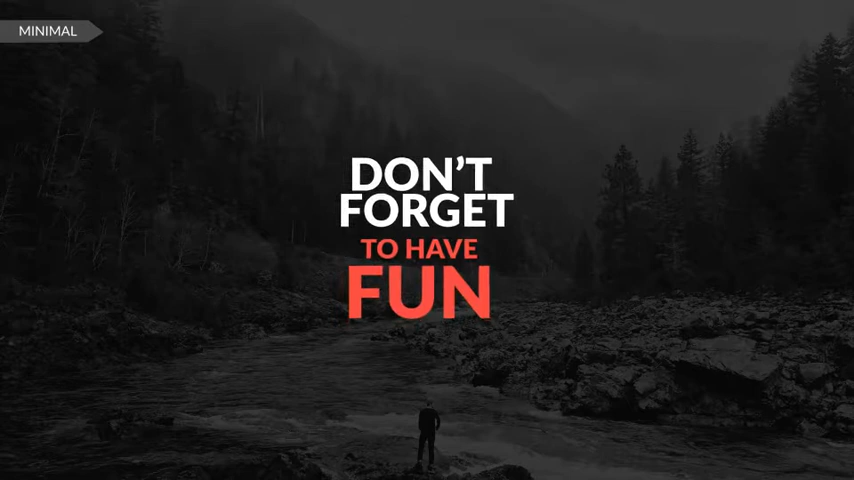 MINIMAL
DON'T
FORGET
TO HAVE
FUN